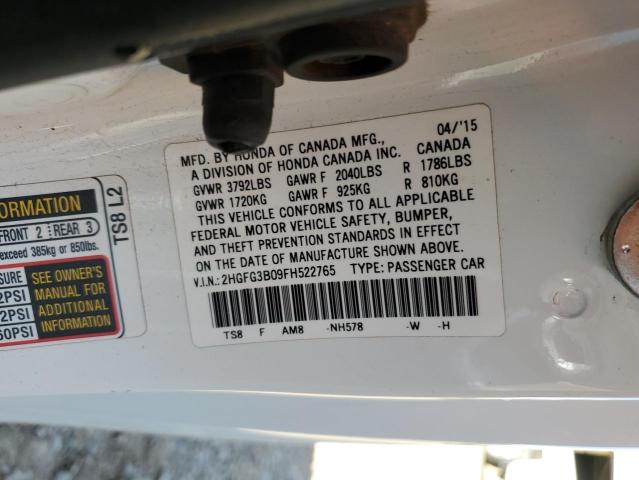 ORMATION
FRONT 2 REAR 3
exceed 385kg or 850lbs.
SURE
2PSI
2PSI
60PSI
SEE OWNER'S
MANUAL FOR
ADDITIONAL
INFORMATION
TS8 L2
MFD. BY HONDA OF CANADA MFG., 04/'15
A DIVISION OF HONDA CANADA INC. CANADA
GVWR 3792LBS GAWR F 2040LBS R 1786LBS
GVWR 1720KG GAWR F 925KG R 810KG
THIS VEHICLE CONFORMS TO ALL APPLICABLE
FEDERAL MOTOR VEHICLE SAFETY, BUMPER,
AND THEFT PREVENTION STANDARDS IN EFFECT
ON THE DATE OF MANUFACTURE SHOWN ABOVE.
V.I.N.: 2HGFG3B09FH522765 TYPE: PASSENGER CAR
TS8 F AM8 -NH578 -W -H